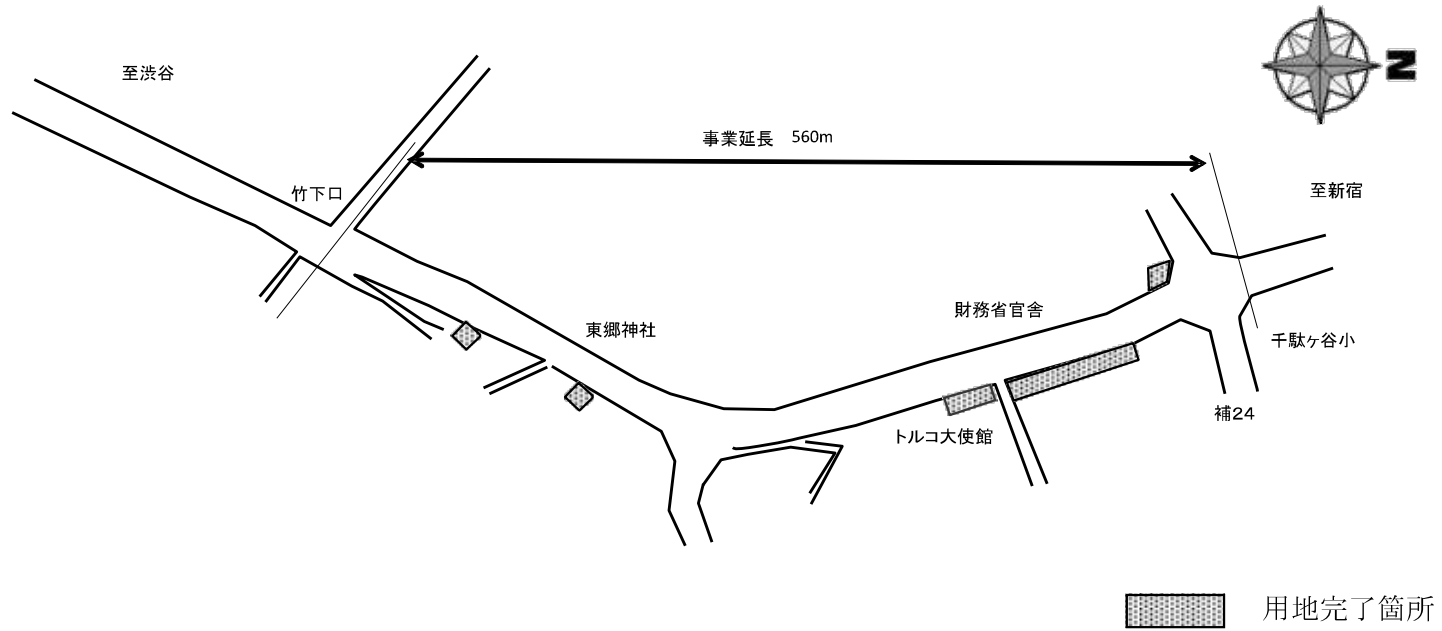 至渋谷
N
事業延長 560m
至新宿
竹下口
財務省官舎
東郷神社
千駄ヶ谷小
補24
トルコ大使館
用地完了箇所